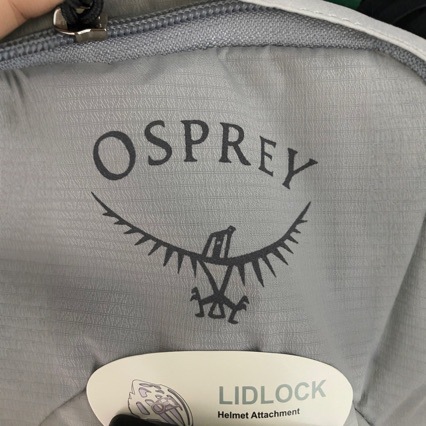 OSPREY
LIDLOCK
Helmet Attachment